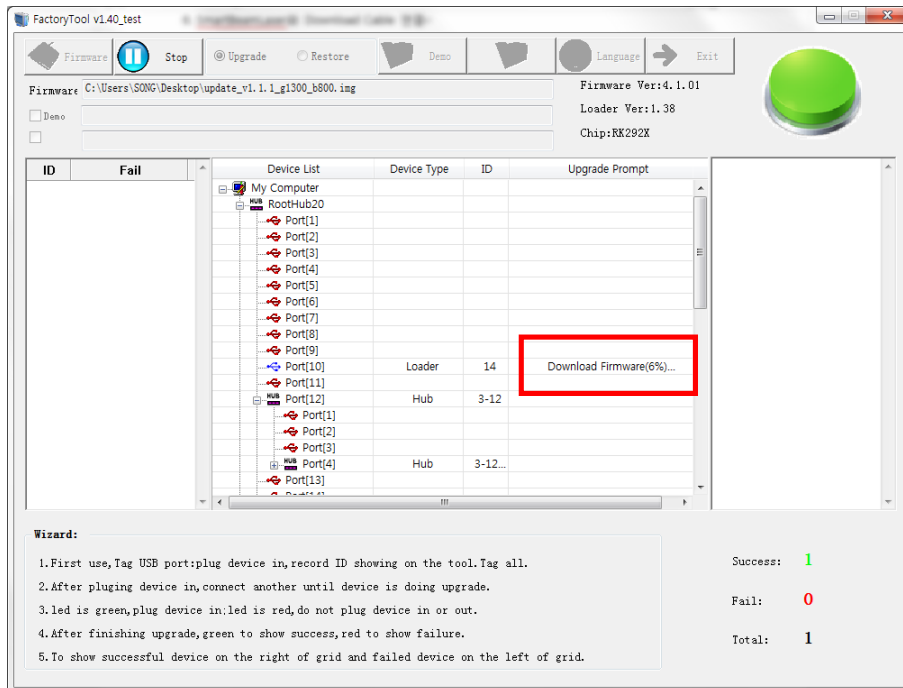 FactoryTool v1.40_test
Download Cable
Firmware Stop Upgrade Restore Demo Language Exit
Firmware C:\Users\SONG\Desktop\update_v1.1.1_g1300_b800.img
Demo
Firmware Ver:4.1.01
Loader Ver:1.38
Chip:RK292X
ID Fail
Device List Device Type ID Upgrade Prompt
My Computer
HUB RootHub20
Port[1]
Port[2]
Port[3]
Port[4]
Port[5]
Port[6]
Port[7]
Port[8]
Port[9]
Port[10] Loader 14 Download Firmware(6%)...
Port[11]
HUB Port[12] Hub 3-12
Port[1]
Port[2]
Port[3]
HUB Port[4] Hub 3-12...
Port[13]
Port[14]
Wizard:
1.First use,Tag USB port:plug device in,record ID showing on the tool.Tag all.
2.After pluging device in,connect another until device is doing upgrade.
3.led is green,plug device in;led is red,do not plug device in or out.
4.After finishing upgrade,green to show success,red to show failure.
5.To show successful device on the right of grid and failed device on the left of grid.
Success: 1
Fail: 0
Total: 1